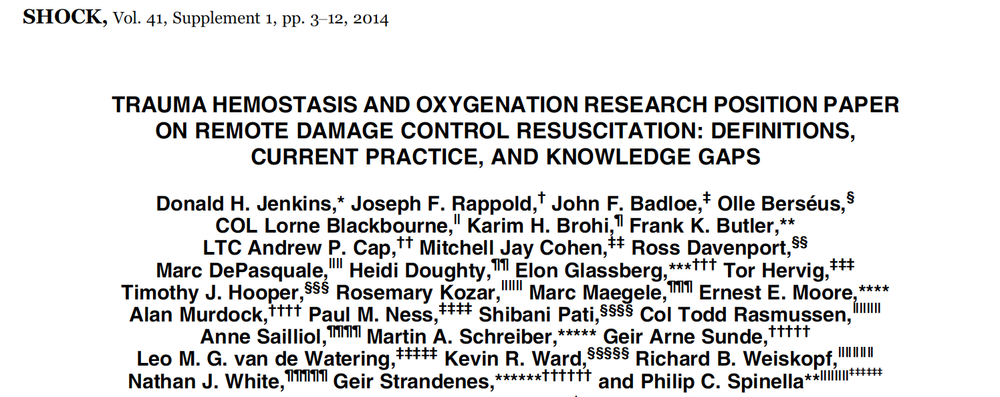 SHOCK, Vol. 41, Supplement 1, pp. 3–12, 2014
TRAUMA HEMOSTASIS AND OXYGENATION RESEARCH POSITION PAPER
ON REMOTE DAMAGE CONTROL RESUSCITATION: DEFINITIONS,
CURRENT PRACTICE, AND KNOWLEDGE GAPS
Donald H. Jenkins,* Joseph F. Rappold,† John F. Badloe,‡ Olle Berséus,§
COL Lorne Blackbourne,∥ Karim H. Brohi,¶ Frank K. Butler,**
LTC Andrew P. Cap,†† Mitchell Jay Cohen,‡‡ Ross Davenport,§§
Marc DePasquale,∥∥ Heidi Doughty,¶¶ Elon Glassberg,***††† Tor Hervig,‡‡‡
Timothy J. Hooper,§§§ Rosemary Kozar,∥∥∥ Marc Maegele,¶¶¶ Ernest E. Moore,****
Alan Murdock,†††† Paul M. Ness,‡‡‡‡ Shibani Pati,§§§§ Col Todd Rasmussen,∥∥∥∥
Anne Sailliol,¶¶¶¶ Martin A. Schreiber,***** Geir Arne Sunde,†††††
Leo M. G. van de Watering,‡‡‡‡‡ Kevin R. Ward,§§§§§ Richard B. Weiskopf,∥∥∥∥∥
Nathan J. White,¶¶¶¶¶ Geir Strandenes,******†††††† and Philip C. Spinella**∥∥∥∥∥∥‡‡‡‡‡‡